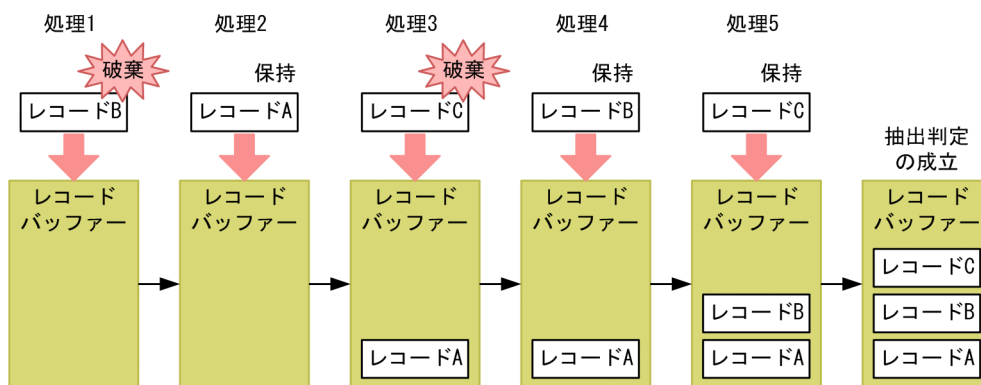 処理1
処理2
処理3
処理4
処理5
破棄
保持
破棄
保持
保持
レコードB
レコードA
レコードC
レコードB
レコードC
抽出判定
の成立
レコード
バッファー
レコード
バッファー
レコード
バッファー
レコード
バッファー
レコード
バッファー
レコード
バッファー
レコードC
レコードB
レコードB
レコードA
レコードA
レコードA
レコードA